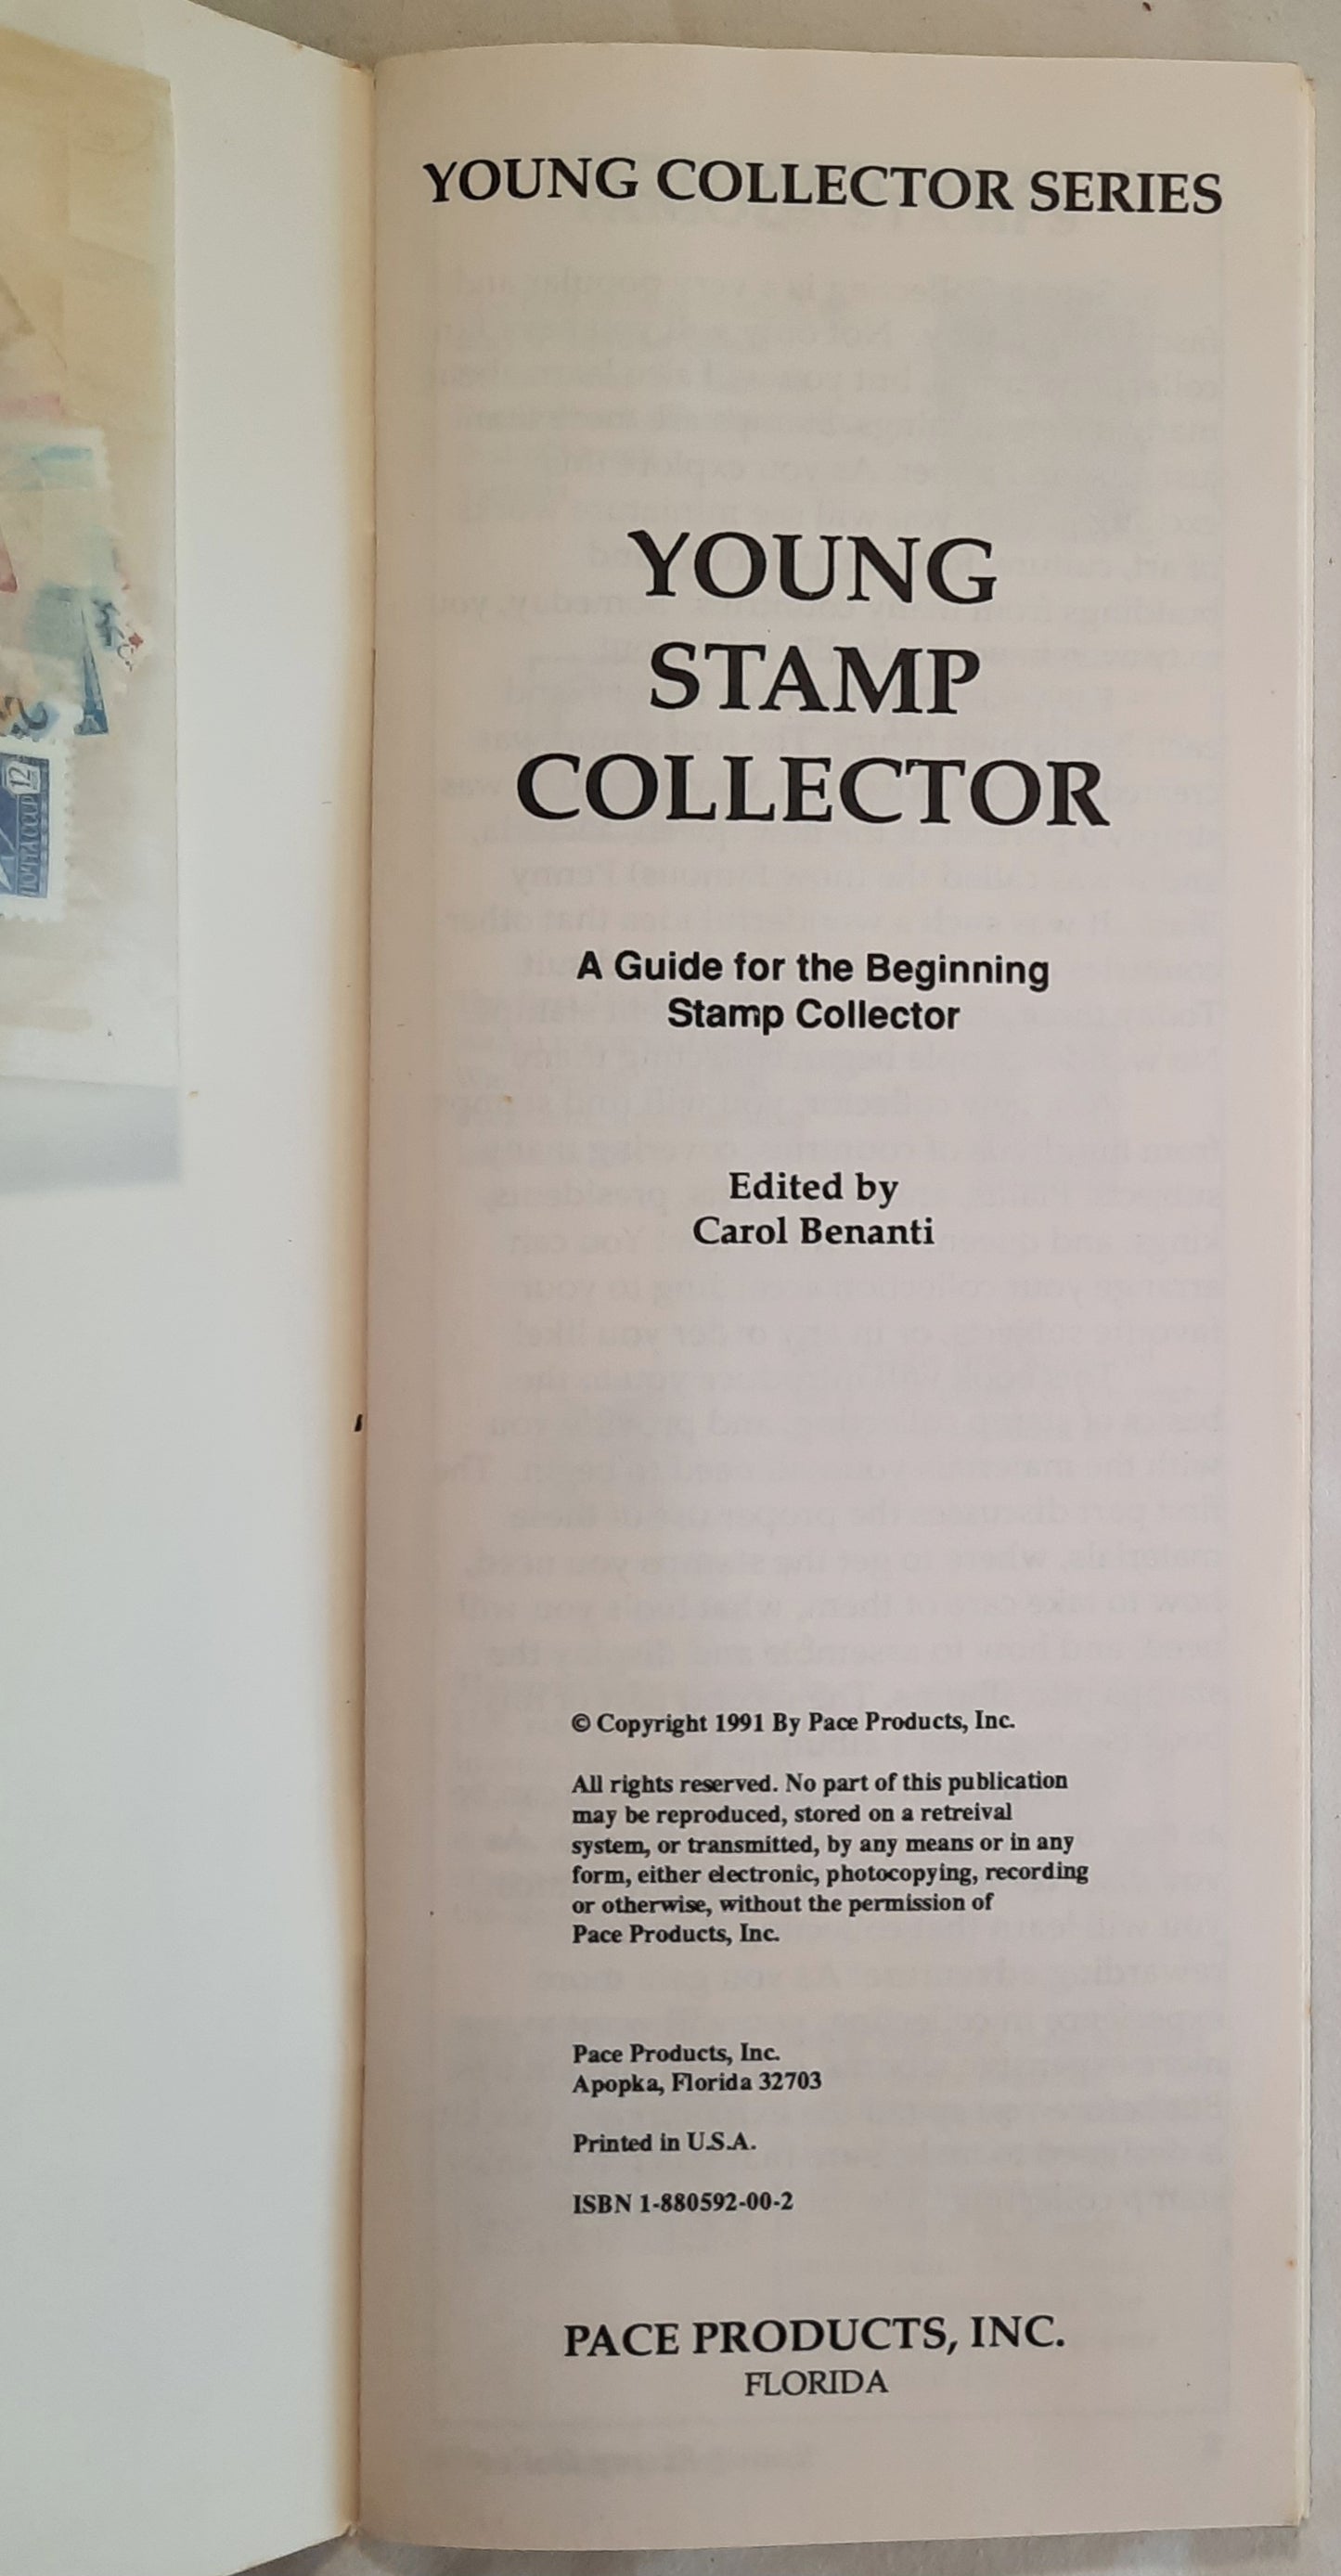 YOUNG COLLECTOR SERIES
YOUNG
STAMP
COLLECTOR
A Guide for the Beginning
Stamp Collector
Edited by
Carol Benanti
© Copyright 1991 By Pace Products, Inc.
All rights reserved. No part of this publication
may be reproduced, stored on a retreival
system, or transmitted, by any means or in any
form, either electronic, photocopying, recording
or otherwise, without the permission of
Pace Products, Inc.
Pace Products, Inc.
Apopka, Florida 32703
Printed in U.S.A.
ISBN 1-880592-00-2
PACE PRODUCTS, INC.
FLORIDA
12
ПОЧТА СССР